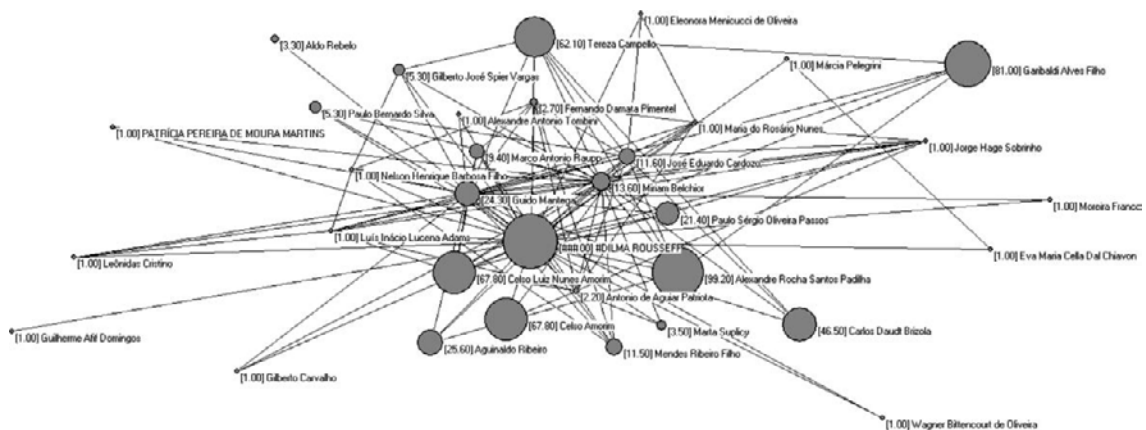 [1.00] Eleonora Menicucci de Oliveira
[62.10] Tereza Campello
[3.30] Aldo Rebelo
[1.00] Márcia Pelegrini
[81.00] Garibaldi Alves Filho
[5.30] Gilberto José Spier Vargas
[5.30] Paulo Bernardo Silva
[2.70] Fernando Damata Pimentel
[1.00] Alexandre Antonio Tombini
[1.00] PATRÍCIA PEREIRA DE MOURA MARTINS
[1.00] Maria do Rosário Nunes
[1.00] Jorge Hage Sobrinho
[9.40] Marco Antonio Raupp
[11.60] José Eduardo Cardozo
[1.00] Nelson Henrique Barbosa Filho
[13.60] Miriam Belchior
[24.30] Guido Mantega
[1.00] Moreira Franco
[21.40] Paulo Sérgio Oliveira Passos
[1.00] Luís Inácio Lucena Adams
[###.00] #DILMA ROUSSEFF
[1.00] Eva Maria Cella Dal Chiavon
[1.00] Leônidas Cristino
[67.80] Celso Luiz Nunes Amorim
[99.20] Alexandre Rocha Santos Padilha
[2.20] Antonio de Aguiar Patriota
[1.00] Guilherme Afif Domingos
[67.80] Celso Amorim
[3.50] Marta Suplicy
[46.50] Carlos Daudt Brizola
[25.60] Aguinaldo Ribeiro
[11.50] Mendes Ribeiro Filho
[1.00] Gilberto Carvalho
[1.00] Wagner Bittencourt de Oliveira